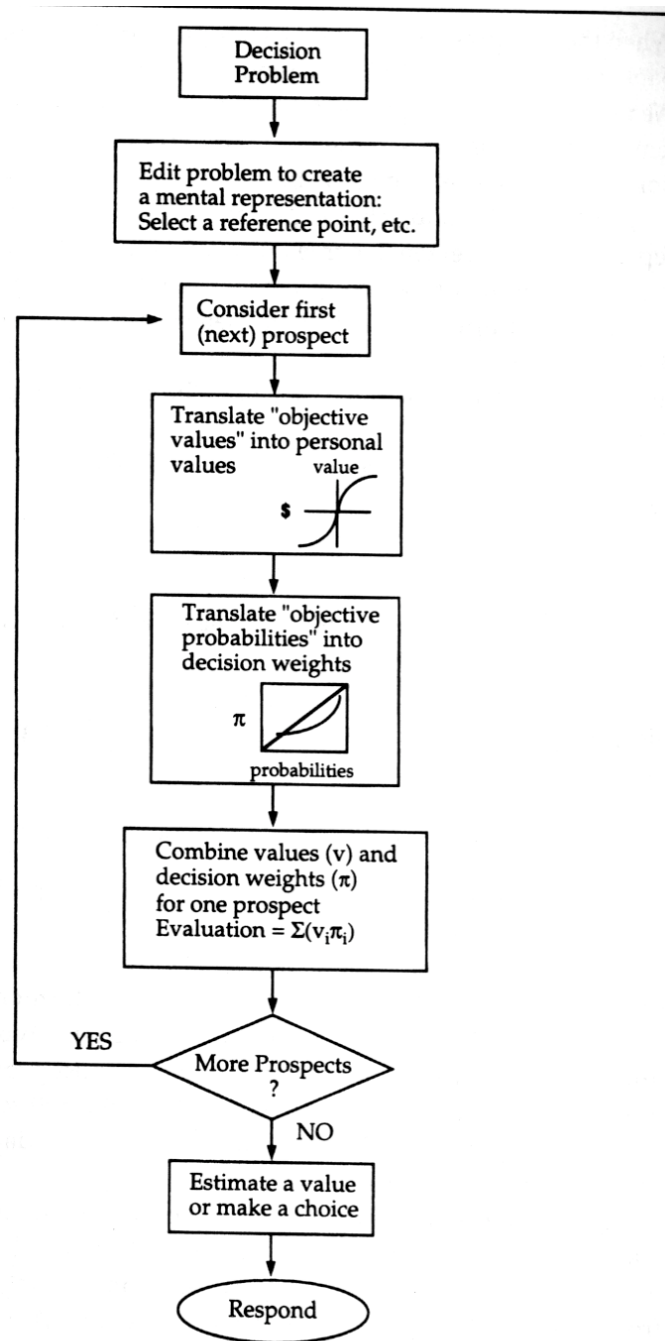 Decision
Problem
Edit problem to create
a mental representation:
Select a reference point, etc.
Consider first
(next) prospect
Translate "objective
values" into personal
values
value
$
Translate "objective
probabilities" into
decision weights
π
probabilities
Combine values (v) and
decision weights (π)
for one prospect
Evaluation = Σ(vᵢπᵢ)
YES
More Prospects
?
NO
Estimate a value
or make a choice
Respond